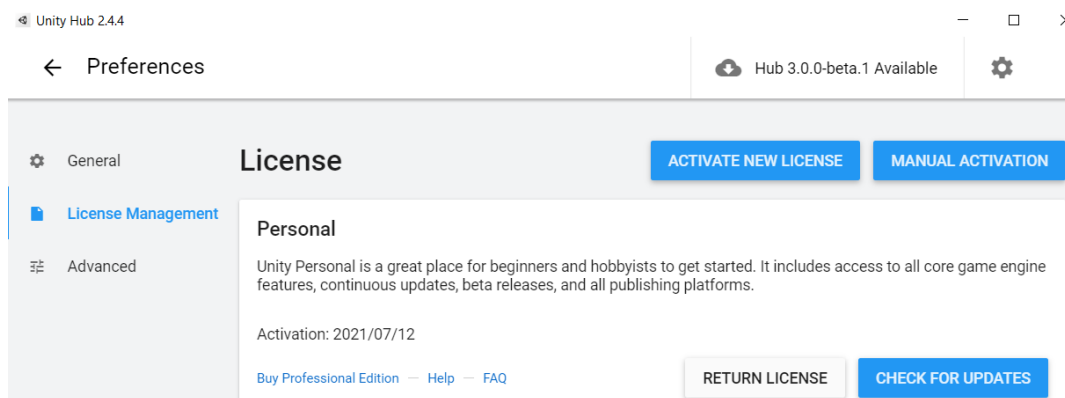 Unity Hub 2.4.4
Preferences
Hub 3.0.0-beta.1 Available
General
License Management
Advanced
License
ACTIVATE NEW LICENSE
MANUAL ACTIVATION
Personal
Unity Personal is a great place for beginners and hobbyists to get started. It includes access to all core game engine
features, continuous updates, beta releases, and all publishing platforms.
Activation: 2021/07/12
Buy Professional Edition — Help — FAQ
RETURN LICENSE
CHECK FOR UPDATES